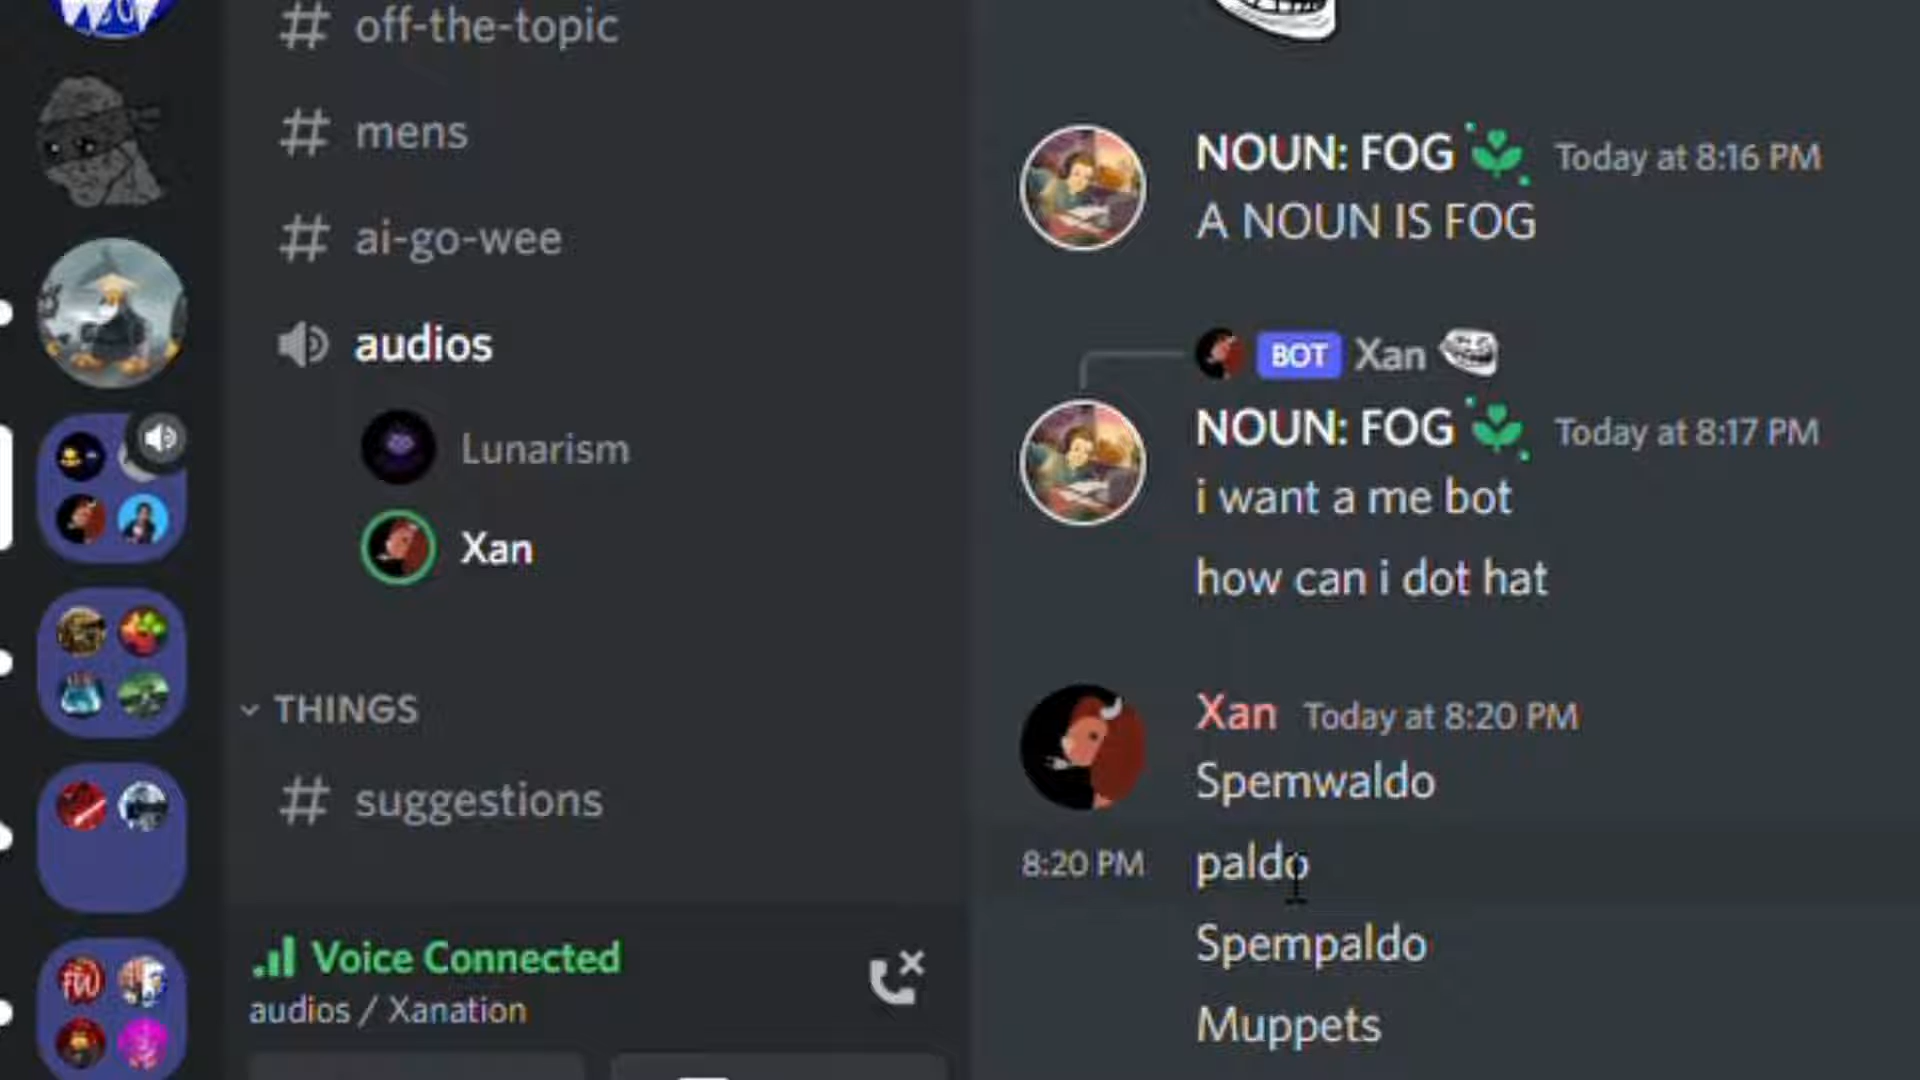 off-the-topic
mens
ai-go-wee
audios
Lunarism
Xan
THINGS
suggestions
Voice Connected
audios / Xanation
NOUN: FOG Today at 8:16 PM
A NOUN IS FOG
BOT Xan
NOUN: FOG Today at 8:17 PM
i want a me bot
how can i dot hat
Xan Today at 8:20 PM
Spemwaldo
8:20 PM paldo
Spempaldo
Muppets